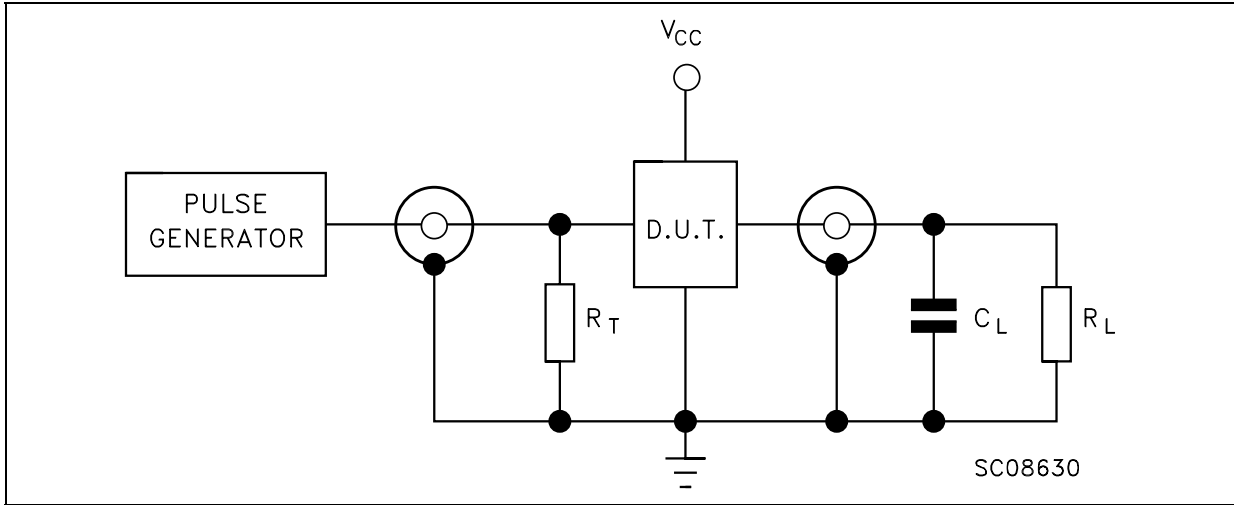 VCC
PULSE
GENERATOR
D.U.T.
RT
CL
RL
SC08630